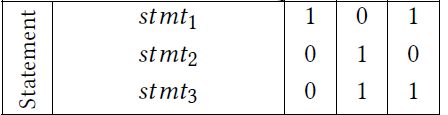 Statement
stmt1 1 0 1
stmt2 0 1 0
stmt3 0 1 1